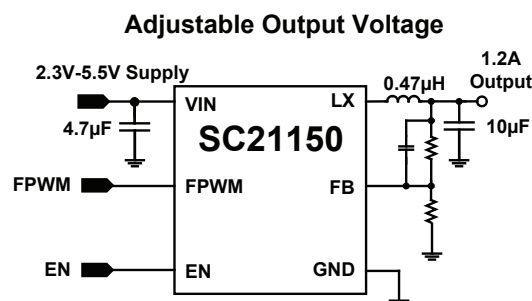 Adjustable Output Voltage
2.3V-5.5V Supply
1.2A
Output
0.47µH
VIN
LX
4.7µF
SC21150
10µF
FPWM
FPWM
FB
EN
EN
GND